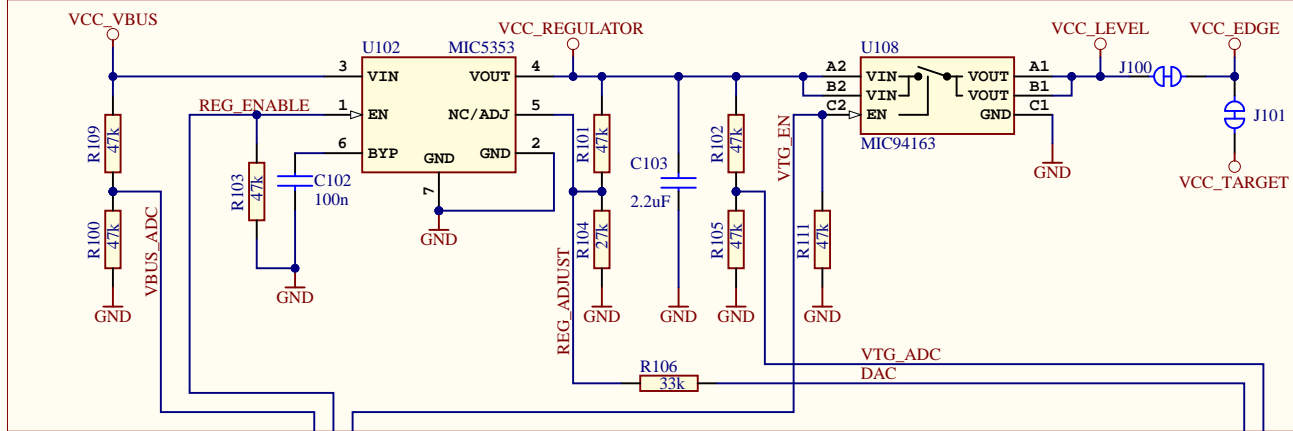 VCC_VBUS
VCC_REGULATOR
VCC_LEVEL
VCC_EDGE
U102
MIC5353
U108
3
VIN
VOUT
4
A2
VIN
VOUT
A1
J100
B2
VIN
VOUT
B1
REG_ENABLE
1
EN
NC/ADJ
5
C2
EN
GND
C1
J101
R109
47k
R101
47k
R102
47k
VTG_EN
MIC94163
6
BYP
GND
GND
2
C103
GND
VCC_TARGET
R103
47k
C102
100n
7
2.2uF
R100
47k
VBUS_ADC
GND
REG_ADJUST
R104
27k
R105
47k
R111
47k
GND
GND
GND
GND
GND
GND
R106
33k
VTG_ADC
DAC